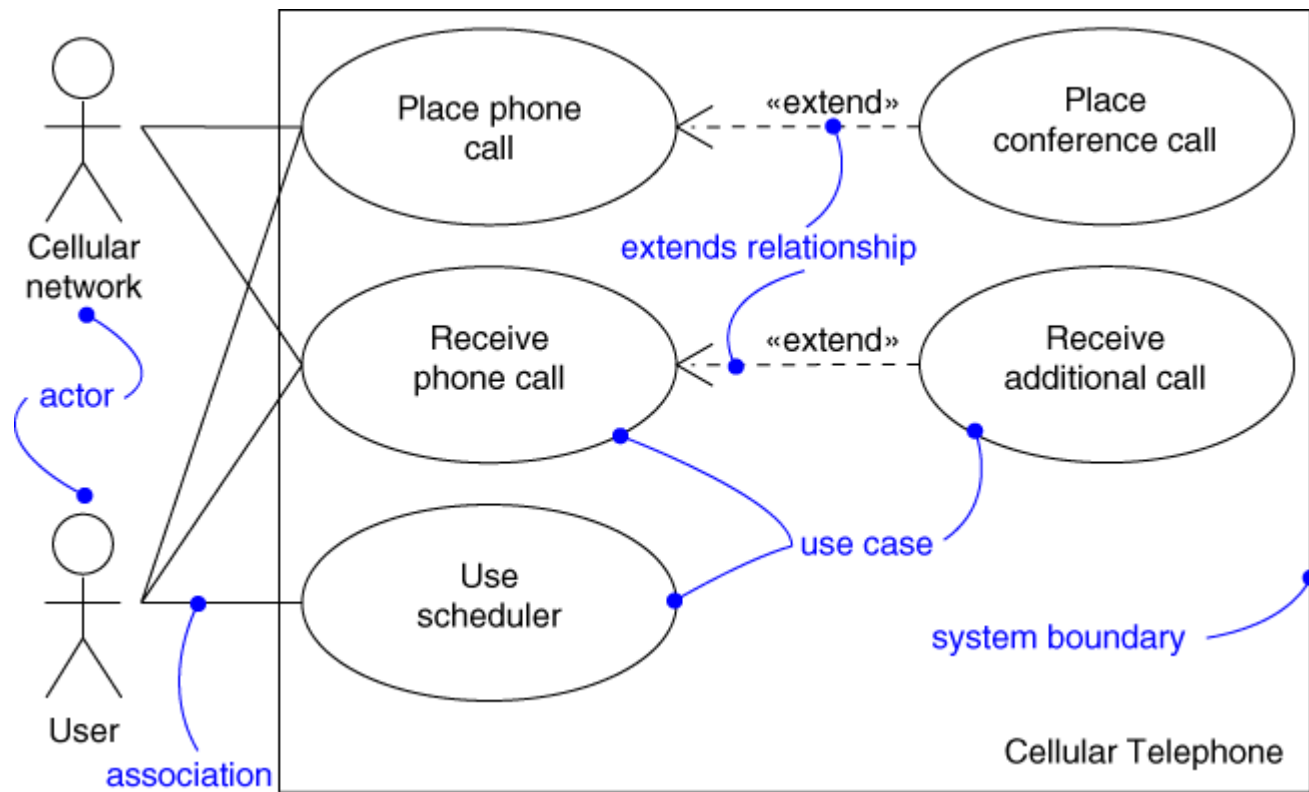 Place phone
call
«extend»
Place
conference call
Cellular
network
extends relationship
Receive
phone call
«extend»
Receive
additional call
actor
use case
Use
scheduler
system boundary
User
association
Cellular Telephone